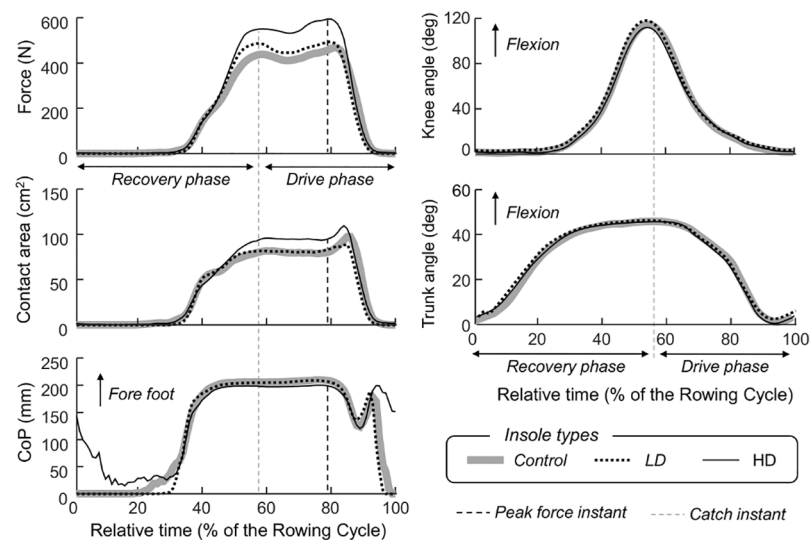 Force (N)
600
400
200
0
Recovery phase
Drive phase
Contact area (cm²)
150
100
50
0
CoP (mm)
250
200
150
100
50
0
Fore foot
0 20 40 60 80 100
Relative time (% of the Rowing Cycle)
Knee angle (deg)
120
80
40
0
Flexion
Trunk angle (deg)
60
40
20
0
Flexion
0 20 40 60 80 100
Recovery phase
Drive phase
Relative time (% of the Rowing Cycle)
Insole types
Control LD HD
Peak force instant Catch instant